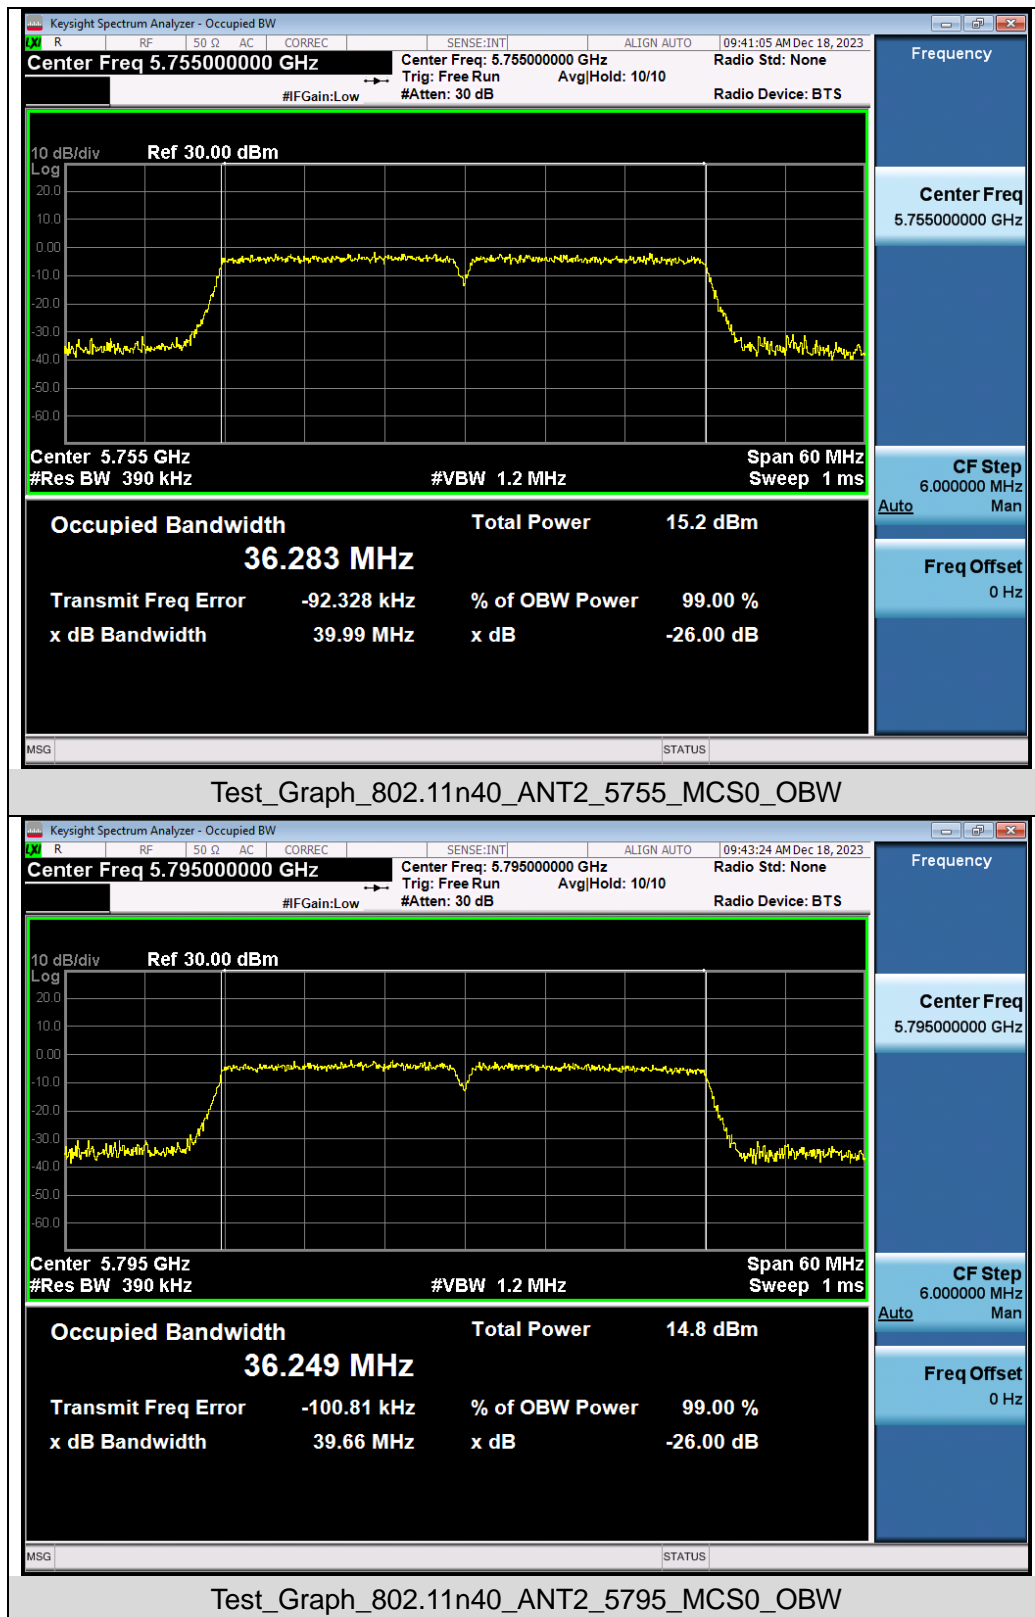 Keysight Spectrum Analyzer - Occupied BW
LXI R RF 50 Ω AC CORREC SENSE:INT ALIGN AUTO 09:41:05 AM Dec 18, 2023
Center Freq 5.755000000 GHz Center Freq: 5.755000000 GHz Radio Std: None
Trig: Free Run Avg|Hold: 10/10
#IFGain:Low #Atten: 30 dB Radio Device: BTS
10 dB/div Ref 30.00 dBm
Log
20.0
10.0
0.00
-10.0
-20.0
-30.0
-40.0
-50.0
-60.0
Center 5.755 GHz Span 60 MHz
#Res BW 390 kHz #VBW 1.2 MHz Sweep 1 ms
Occupied Bandwidth Total Power 15.2 dBm
36.283 MHz
Transmit Freq Error -92.328 kHz % of OBW Power 99.00 %
x dB Bandwidth 39.99 MHz x dB -26.00 dB
MSG STATUS
Frequency
Center Freq
5.755000000 GHz
CF Step
6.000000 MHz
Auto Man
Freq Offset
0 Hz
Test_Graph_802.11n40_ANT2_5755_MCS0_OBW
Keysight Spectrum Analyzer - Occupied BW
LXI R RF 50 Ω AC CORREC SENSE:INT ALIGN AUTO 09:43:24 AM Dec 18, 2023
Center Freq 5.795000000 GHz Center Freq: 5.795000000 GHz Radio Std: None
Trig: Free Run Avg|Hold: 10/10
#IFGain:Low #Atten: 30 dB Radio Device: BTS
10 dB/div Ref 30.00 dBm
Log
20.0
10.0
0.00
-10.0
-20.0
-30.0
-40.0
-50.0
-60.0
Center 5.795 GHz Span 60 MHz
#Res BW 390 kHz #VBW 1.2 MHz Sweep 1 ms
Occupied Bandwidth Total Power 14.8 dBm
36.249 MHz
Transmit Freq Error -100.81 kHz % of OBW Power 99.00 %
x dB Bandwidth 39.66 MHz x dB -26.00 dB
MSG STATUS
Frequency
Center Freq
5.795000000 GHz
CF Step
6.000000 MHz
Auto Man
Freq Offset
0 Hz
Test_Graph_802.11n40_ANT2_5795_MCS0_OBW